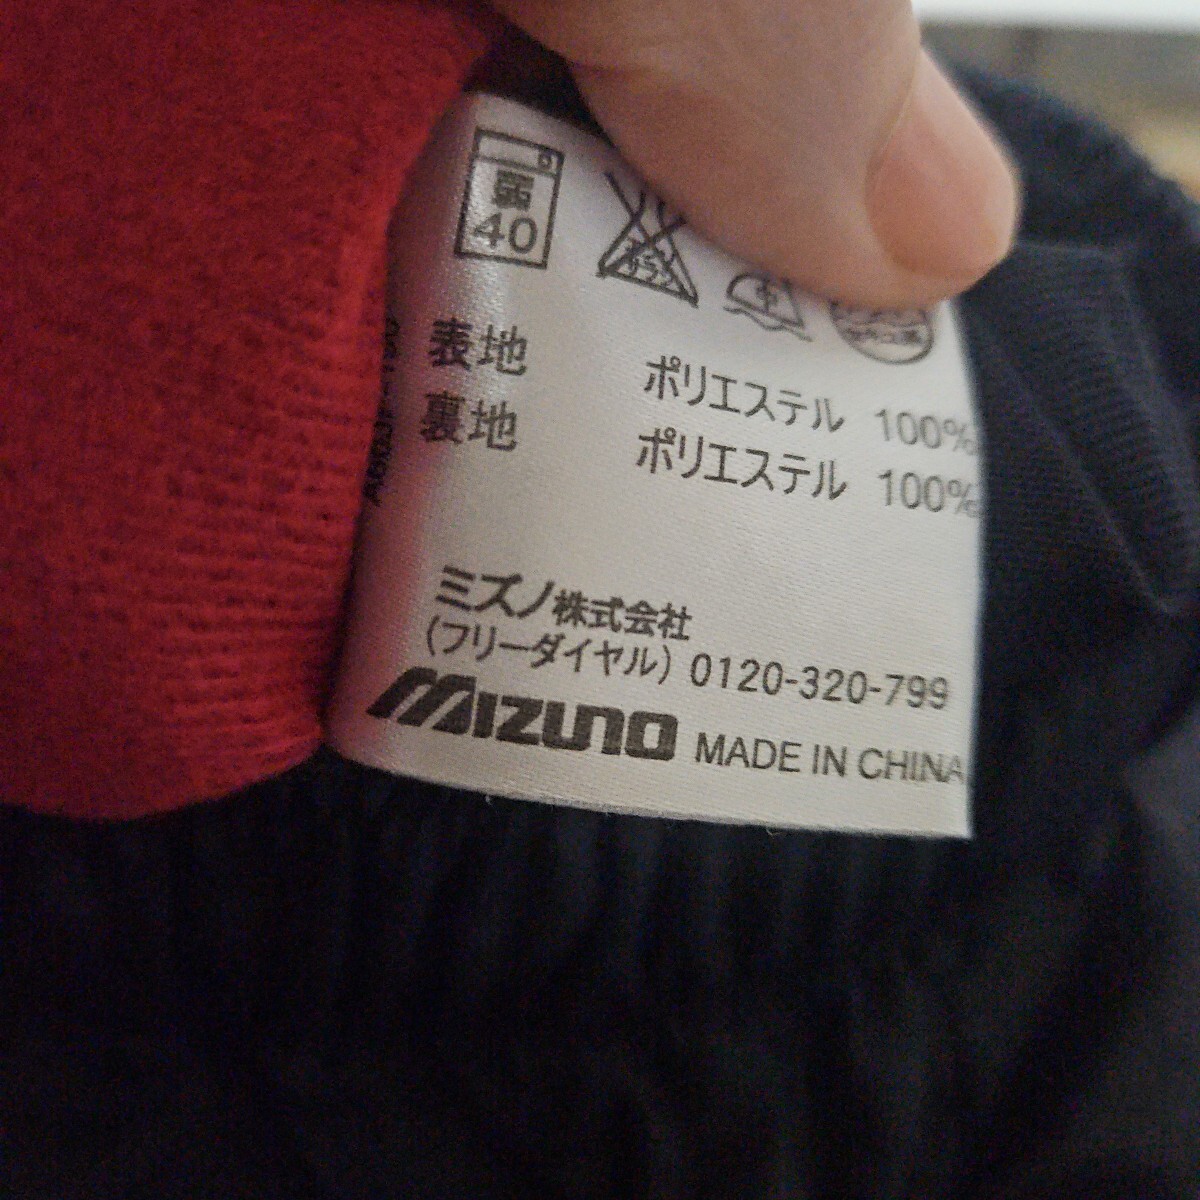 弱
40
中
表地 ポリエステル 100%
裏地 ポリエステル 100%
ミズノ株式会社
(フリーダイヤル) 0120-320-799
MIZUNO MADE IN CHINA